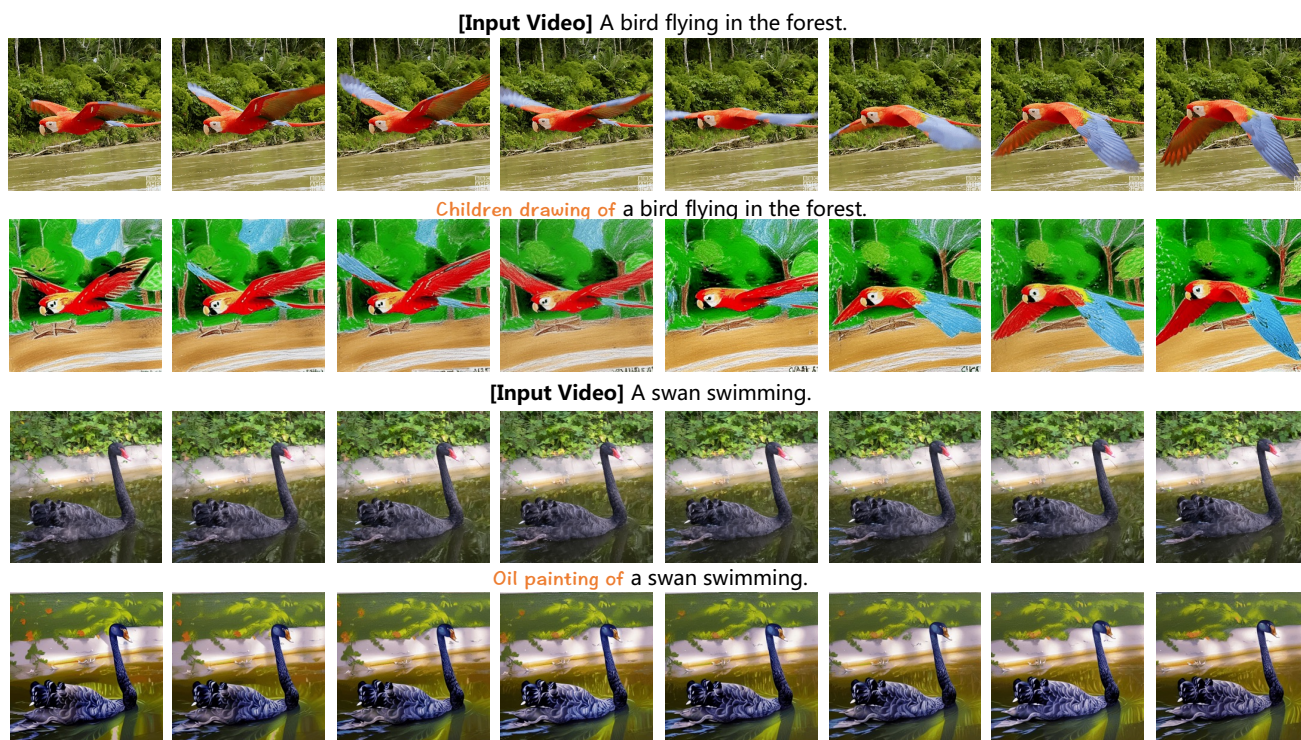 [Input Video] A bird flying in the forest.
Children drawing of a bird flying in the forest.
[Input Video] A swan swimming.
Oil painting of a swan swimming.